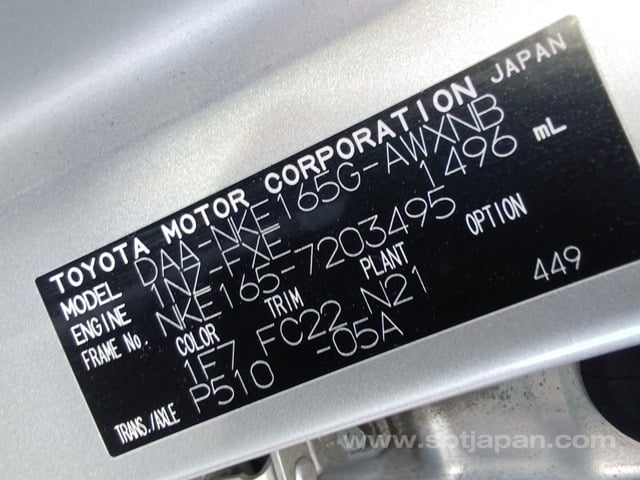 TOYOTA MOTOR CORPORATION JAPAN
MODEL DAA-NKE165G-AWXNB
ENGINE 1NZ-FXE 1496 mL
FRAME No. NKE165-7203495
COLOR TRIM PLANT OPTION
1F7 FC22 N21
TRANS./AXLE P510 -05A 449
www.sbtjapan.com